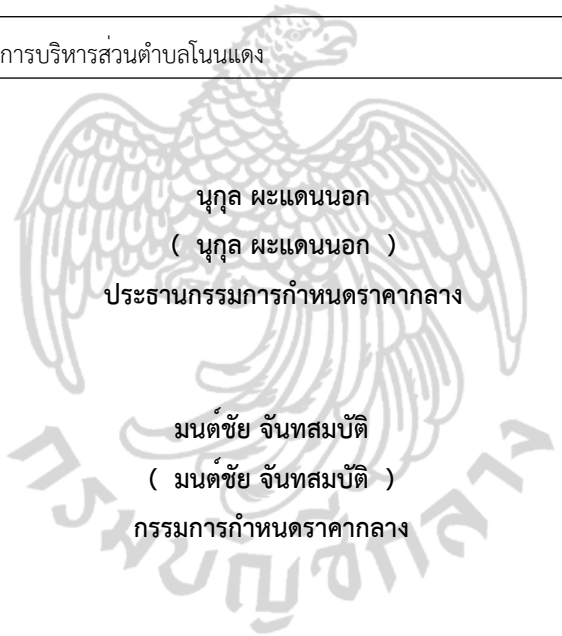 การบริหารส่วนตำบลโนนแดง
นุกุล ผะแดนนอก
( นุกุล ผะแดนนอก )
ประธานกรรมการกำหนดราคากลาง
มนต์ชัย จันทสมบัติ
( มนต์ชัย จันทสมบัติ )
กรรมการกำหนดราคากลาง
กรมบัญชีกลาง